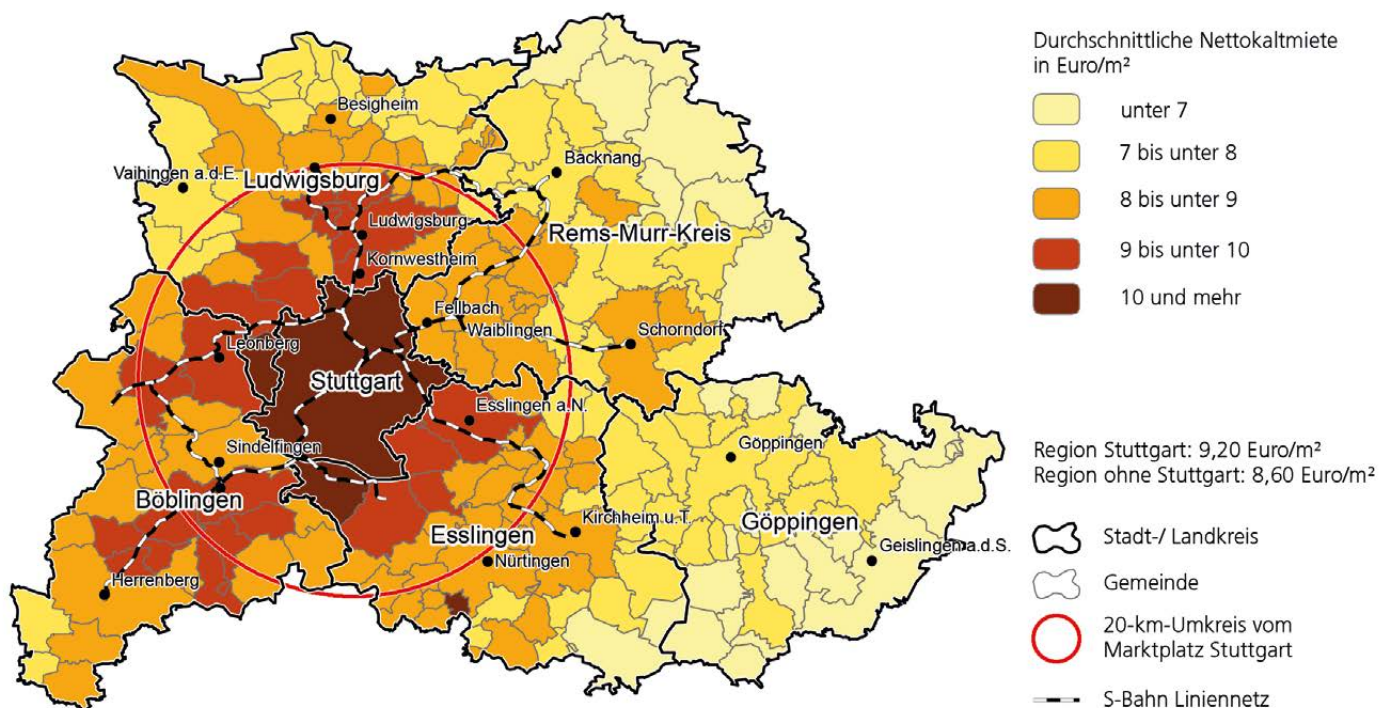 Besigheim
Vaihingen a.d.E.
Ludwigsburg
Backnang
Ludwigsburg
Rems-Murr-Kreis
Kornwestheim
Fellbach
Waiblingen
Schorndorf
Leonberg
Stuttgart
Esslingen a.N.
Sindelfingen
Göppingen
Böblingen
Göppingen
Esslingen
Kirchheim u.T.
Nürtingen
Geislingen a.d.S.
Herrenberg
Durchschnittliche Nettokaltmiete
in Euro/m²
unter 7
7 bis unter 8
8 bis unter 9
9 bis unter 10
10 und mehr
Region Stuttgart: 9,20 Euro/m²
Region ohne Stuttgart: 8,60 Euro/m²
Stadt-/ Landkreis
Gemeinde
20-km-Umkreis vom
Marktplatz Stuttgart
S-Bahn Liniennetz